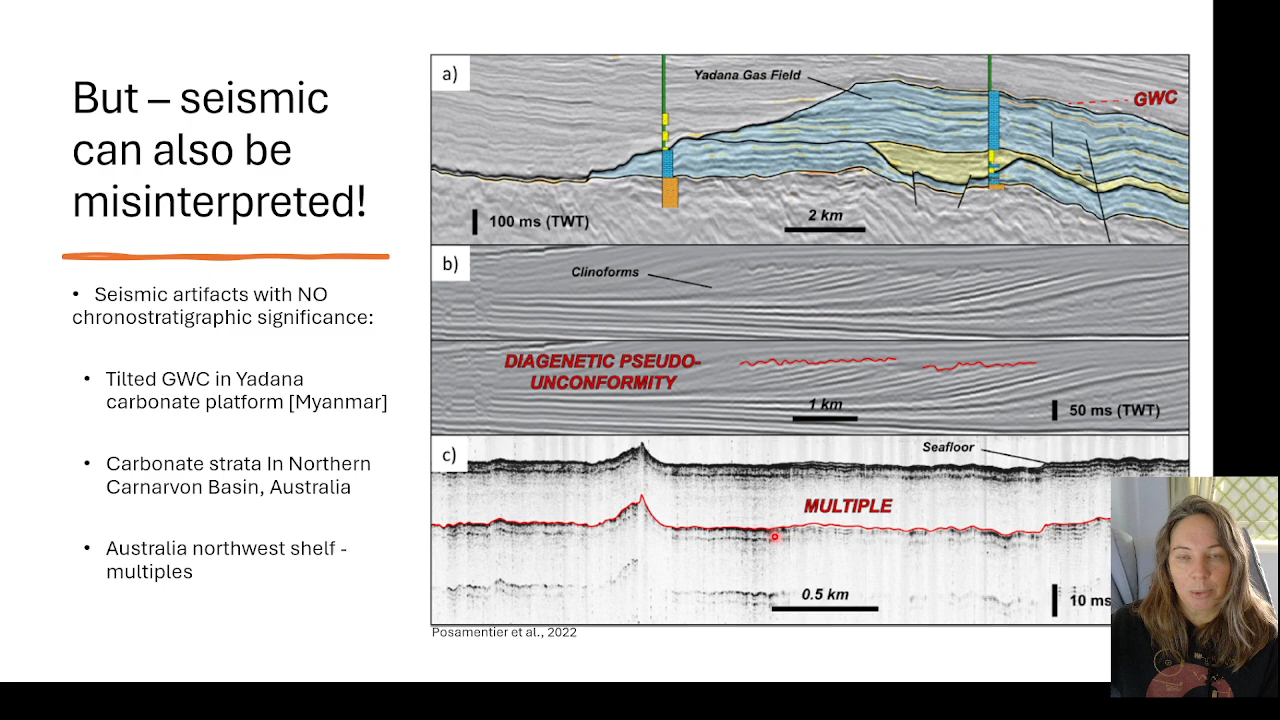 But – seismic
can also be
misinterpreted!
• Seismic artifacts with NO
chronostratigraphic significance:
• Tilted GWC in Yadana
carbonate platform [Myanmar]
• Carbonate strata In Northern
Carnarvon Basin, Australia
• Australia northwest shelf -
multiples
a)
Yadana Gas Field
GWC
100 ms (TWT)
2 km
b)
Clinoforms
DIAGENETIC PSEUDO-
UNCONFORMITY
1 km
50 ms (TWT)
c)
Seafloor
MULTIPLE
0.5 km
10 ms
Posamentier et al., 2022